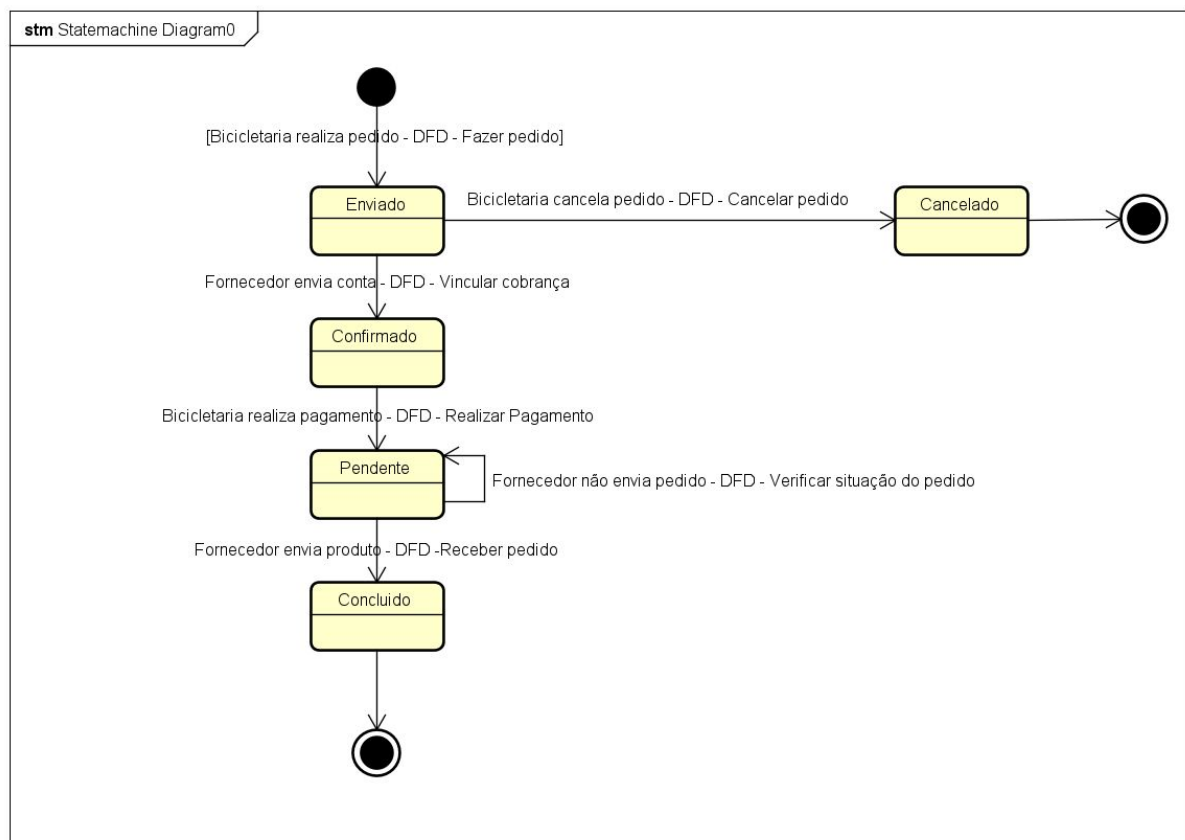 stm Statemachine Diagram0
[Bicicletaria realiza pedido - DFD - Fazer pedido]
Enviado
Bicicletaria cancela pedido - DFD - Cancelar pedido
Cancelado
Fornecedor envia conta - DFD - Vincular cobrança
Confirmado
Bicicletaria realiza pagamento - DFD - Realizar Pagamento
Pendente
Fornecedor não envia pedido - DFD - Verificar situação do pedido
Fornecedor envia produto - DFD -Receber pedido
Concluido